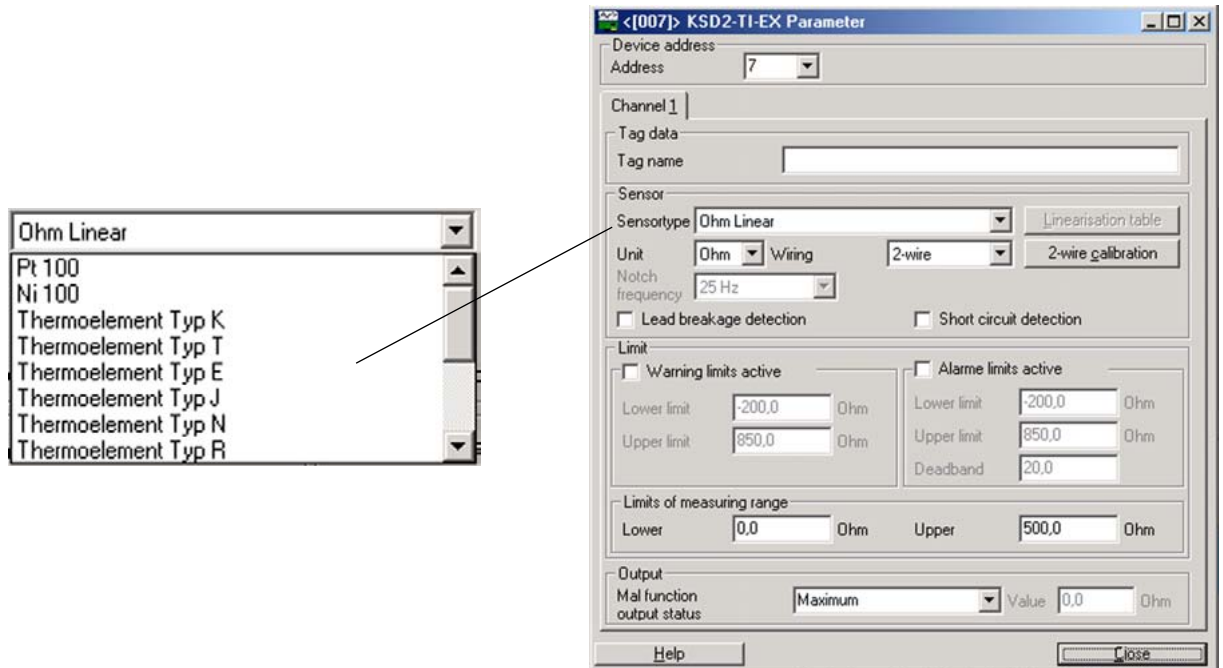 Ohm Linear
Pt 100
Ni 100
Thermoelement Typ K
Thermoelement Typ T
Thermoelement Typ E
Thermoelement Typ J
Thermoelement Typ N
Thermoelement Typ R
<[007]> KSD2-TI-EX Parameter
Device address
Address 7
Channel 1
Tag data
Tag name
Sensor
Sensortype Ohm Linear Linearisation table
Unit Ohm Wiring 2-wire 2-wire calibration
Notch
frequency 25 Hz
Lead breakage detection Short circuit detection
Limit
Warning limits active Alarme limits active
Lower limit -200,0 Ohm Lower limit -200,0 Ohm
Upper limit 850,0 Ohm Upper limit 850,0 Ohm
Deadband 20,0
Limits of measuring range
Lower 0,0 Ohm Upper 500,0 Ohm
Output
Mal function
output status Maximum Value 0,0 Ohm
Help Close